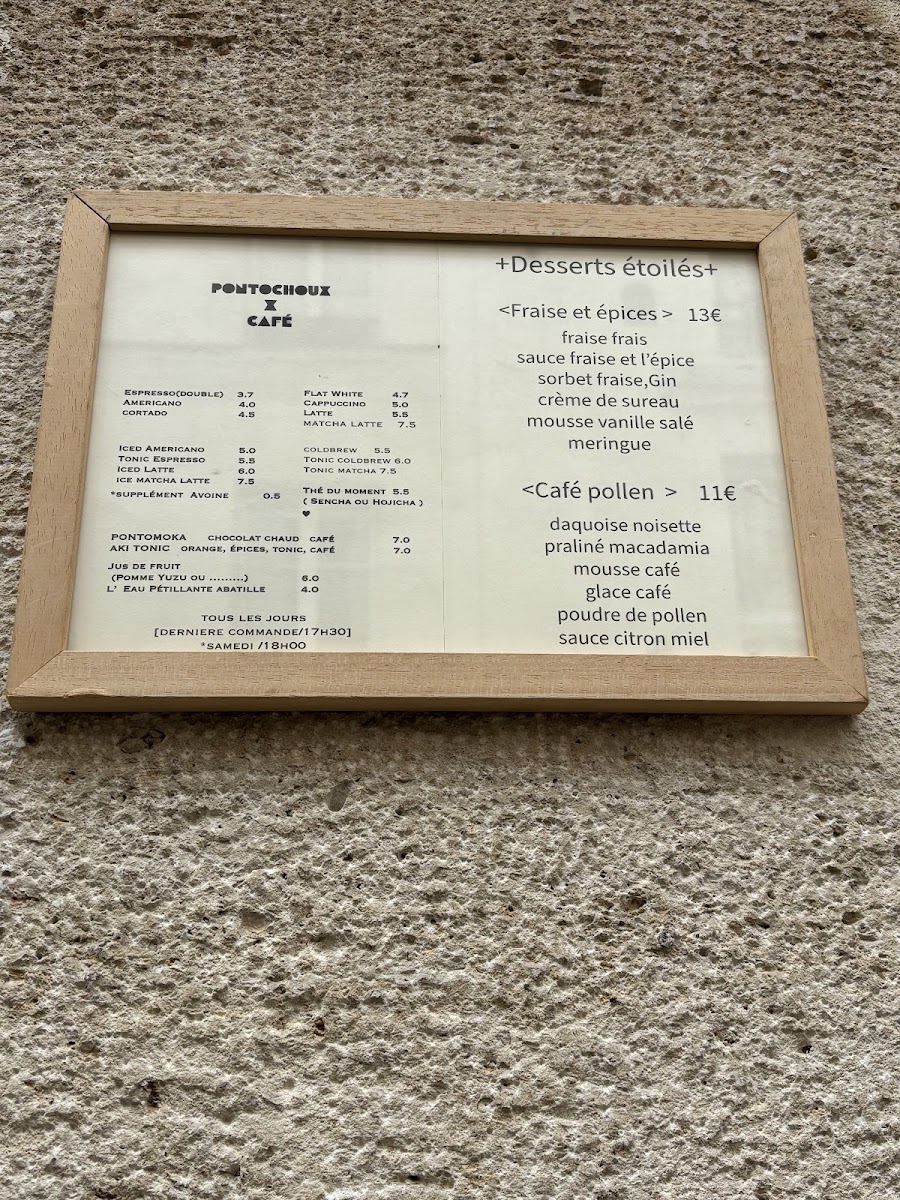 PONTOCHOUX
X
CAFÉ
ESPRESSO(DOUBLE) 3.7
AMERICANO 4.0
CORTADO 4.5
FLAT WHITE 4.7
CAPPUCCINO 5.0
LATTE 5.5
MATCHA LATTE 7.5
ICED AMERICANO 5.0
TONIC ESPRESSO 5.5
ICED LATTE 6.0
ICE MATCHA LATTE 7.5
*SUPPLÉMENT AVOINE 0.5
COLDBREW 5.5
TONIC COLDBREW 6.0
TONIC MATCHA 7.5
THÉ DU MOMENT 5.5
( SENCHA OU HOJICHA )
♥
PONTOMOKA CHOCOLAT CHAUD CAFÉ 7.0
AKI TONIC ORANGE, ÉPICES, TONIC, CAFÉ 7.0
JUS DE FRUIT
(POMME YUZU OU .........) 6.0
L' EAU PÉTILLANTE ABATILLE 4.0
TOUS LES JOURS
[DERNIERE COMMANDE/17H30]
*SAMEDI /18H00
+Desserts étoilés+
<Fraise et épices > 13€
fraise frais
sauce fraise et l'épice
sorbet fraise,Gin
crème de sureau
mousse vanille salé
meringue
<Café pollen > 11€
daquoise noisette
praliné macadamia
mousse café
glace café
poudre de pollen
sauce citron miel